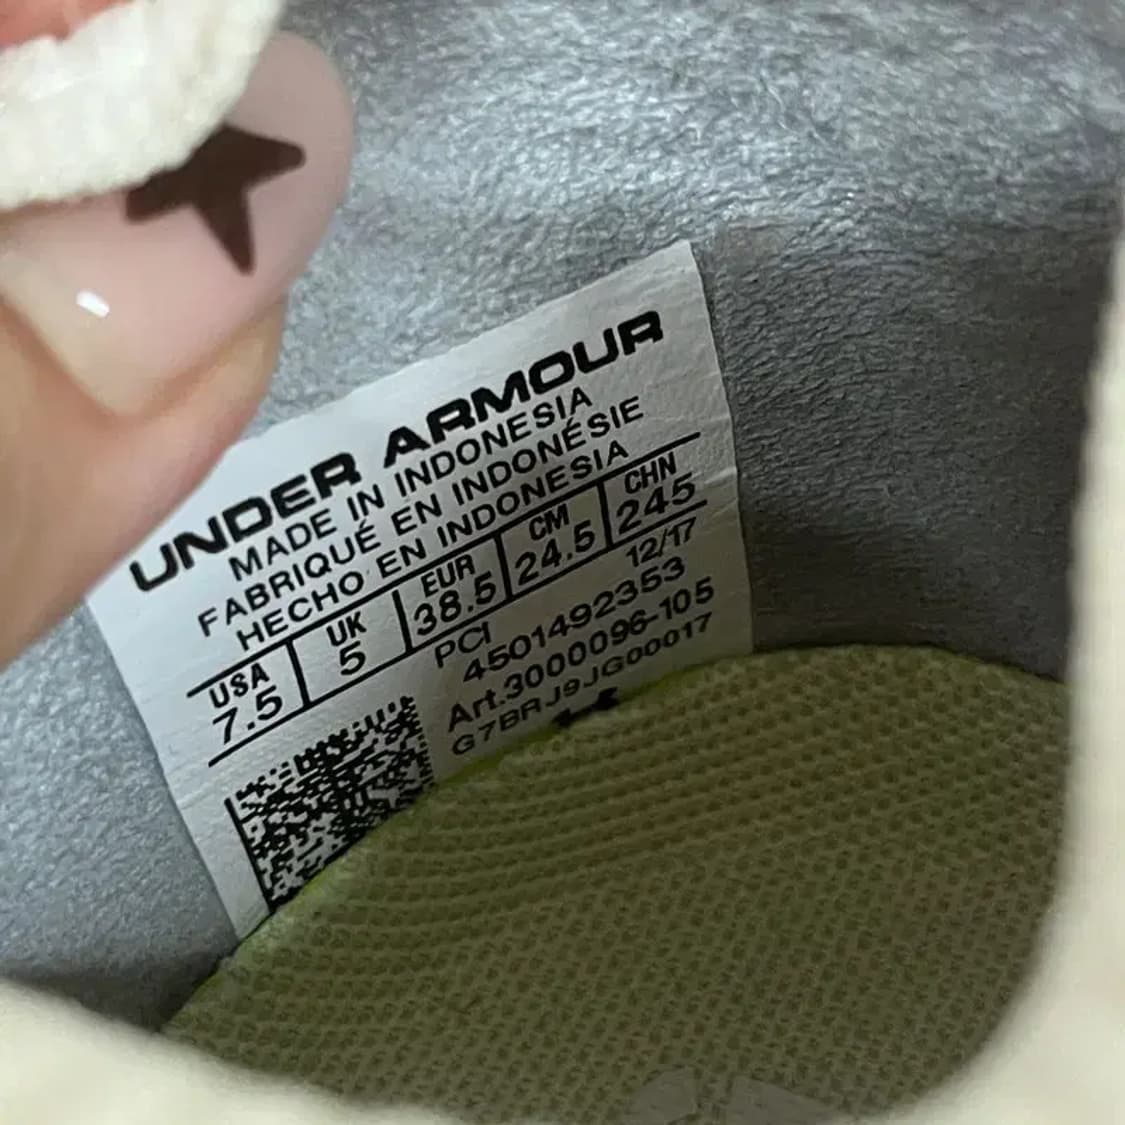 UNDER ARMOUR
MADE IN INDONESIA
FABRIQUÉ EN INDONÉSIE
HECHO EN INDONESIA
USA UK EUR CM CHN
7.5 5 38.5 24.5 245
PCI 12/17
4501492353
Art.3000096-105
G7BRJ9JG00017